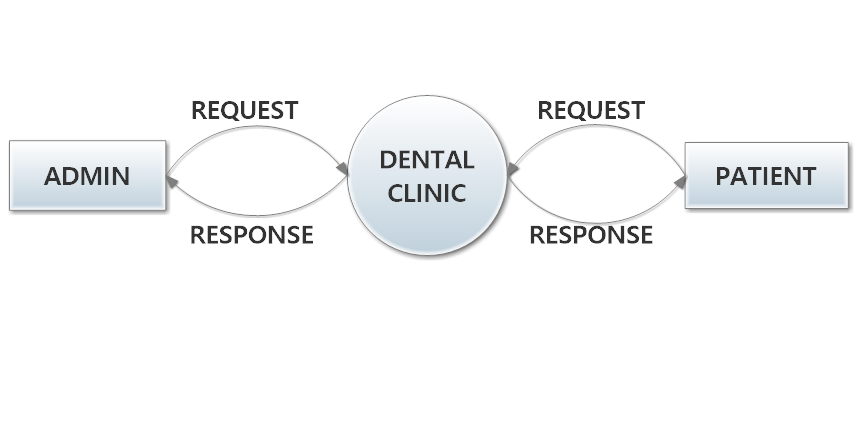 REQUEST
REQUEST
ADMIN
DENTAL
CLINIC
PATIENT
RESPONSE
RESPONSE